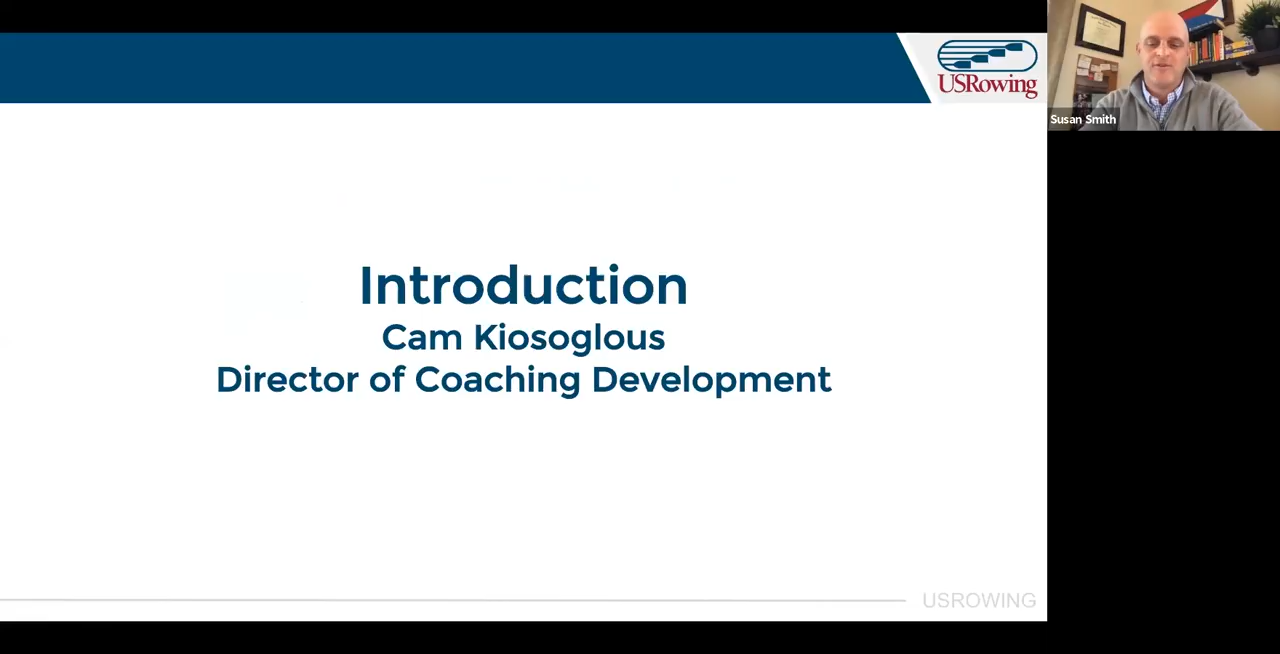 USRowing
Susan Smith
Introduction
Cam Kiosoglous
Director of Coaching Development
USROWING